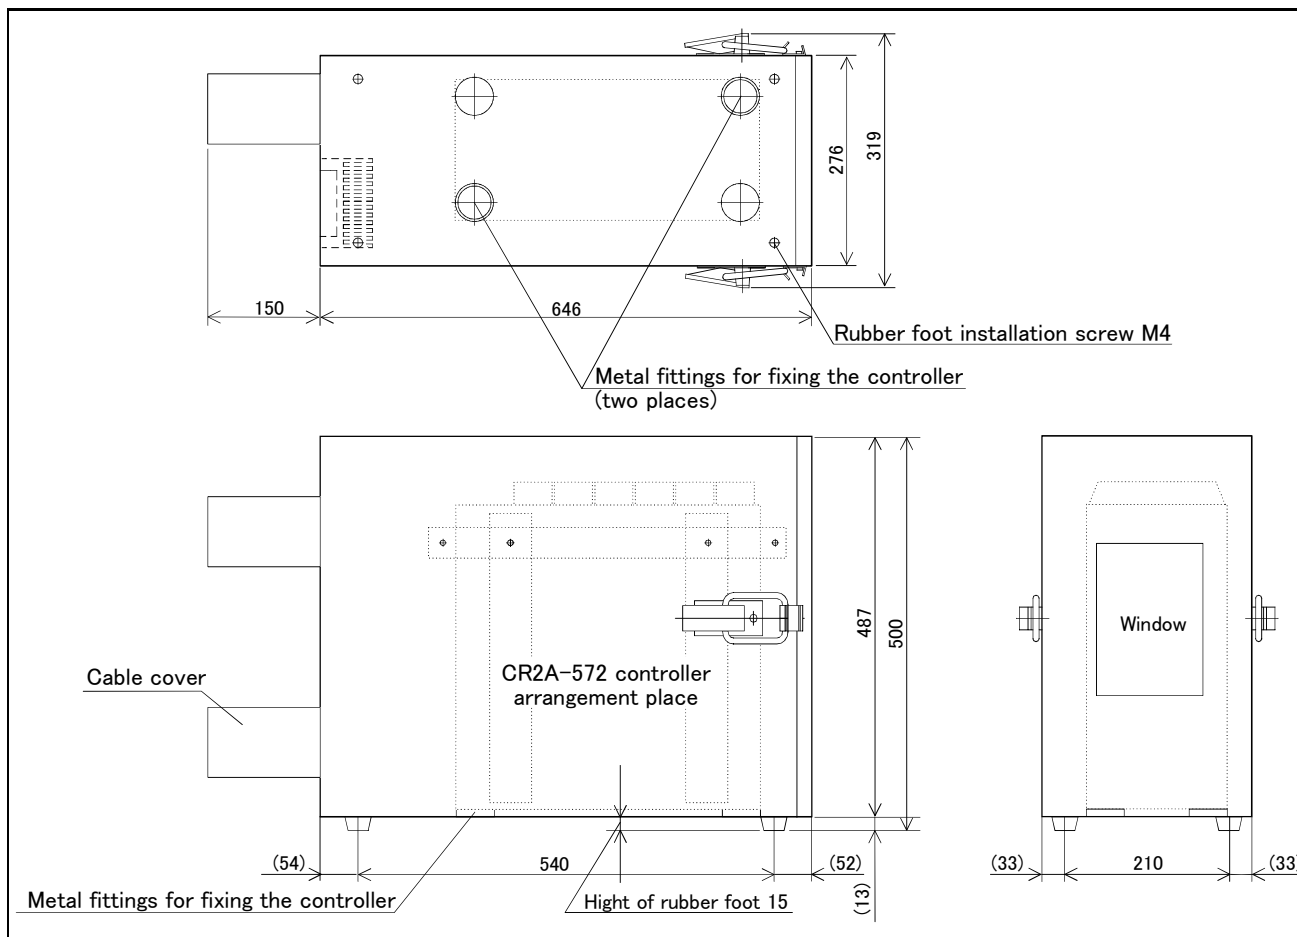 319
276
150
646
Rubber foot installation screw M4
Metal fittings for fixing the controller
(two places)
487
500
Window
Cable cover
CR2A-572 controller
arrangement place
(54)
540
(52)
(13)
(33)
210
(33)
Metal fittings for fixing the controller
Hight of rubber foot 15